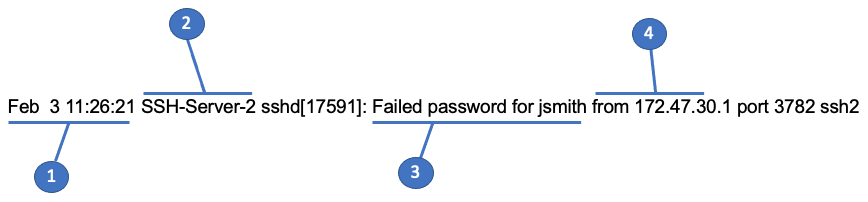 2
4
Feb  3 11:26:21 SSH-Server-2 sshd[17591]: Failed password for jsmith from 172.47.30.1 port 3782 ssh2
1
3